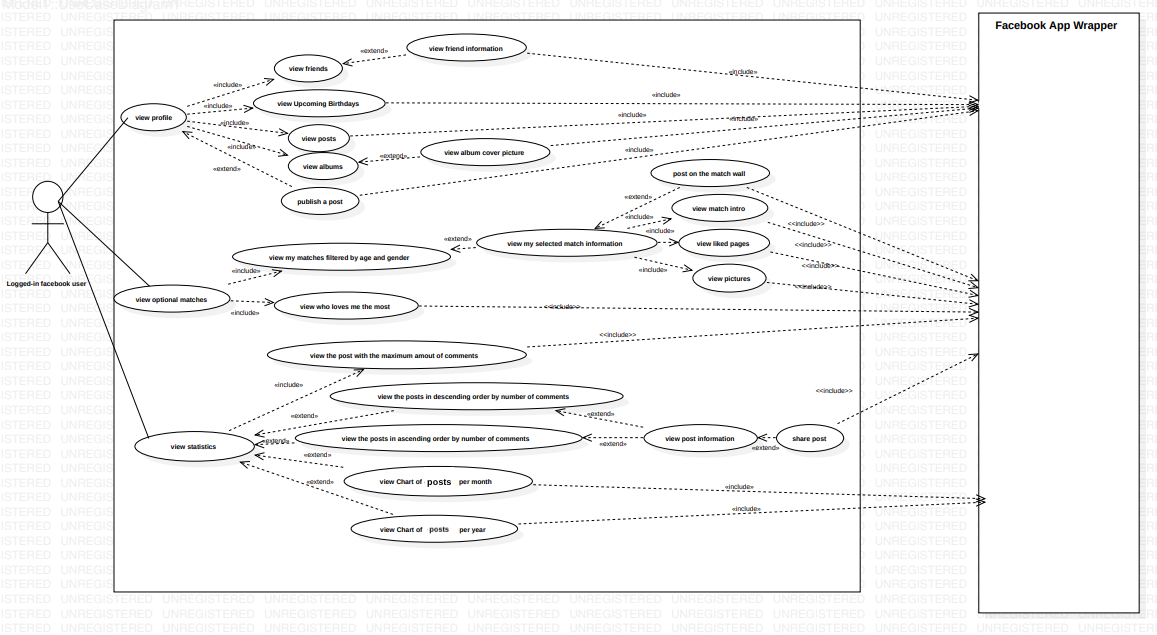 Model1::UseCaseDiagram1
Facebook App Wrapper
view friend information
«extend»
view friends
«include»
«include»
view Upcoming Birthdays
«include»
«include»
view profile
«include»
view posts
«include»
«include»
«include»
view albums
«extend»
view album cover picture
«include»
«extend»
publish a post
post on the match wall
«extend»
view match intro
«include»
<<include>>
«include»
view my selected match information
view liked pages
<<include>>
«extend»
view my matches filtered by age and gender
«include»
<<include>>
view pictures
<<include>>
Logged-in facebook user
«include»
view optional matches
view who loves me the most
<<include>>
«include»
<<include>>
view the post with the maximum amout of comments
«include»
<<include>>
view the posts in descending order by number of comments
«extend»
«extend»
view statistics
«extend»
view the posts in ascending order by number of comments
«extend»
view post information
«extend»
share post
«extend»
view Chart of posts per month
«include»
«extend»
view Chart of posts per year
«include»
UNREGISTERED